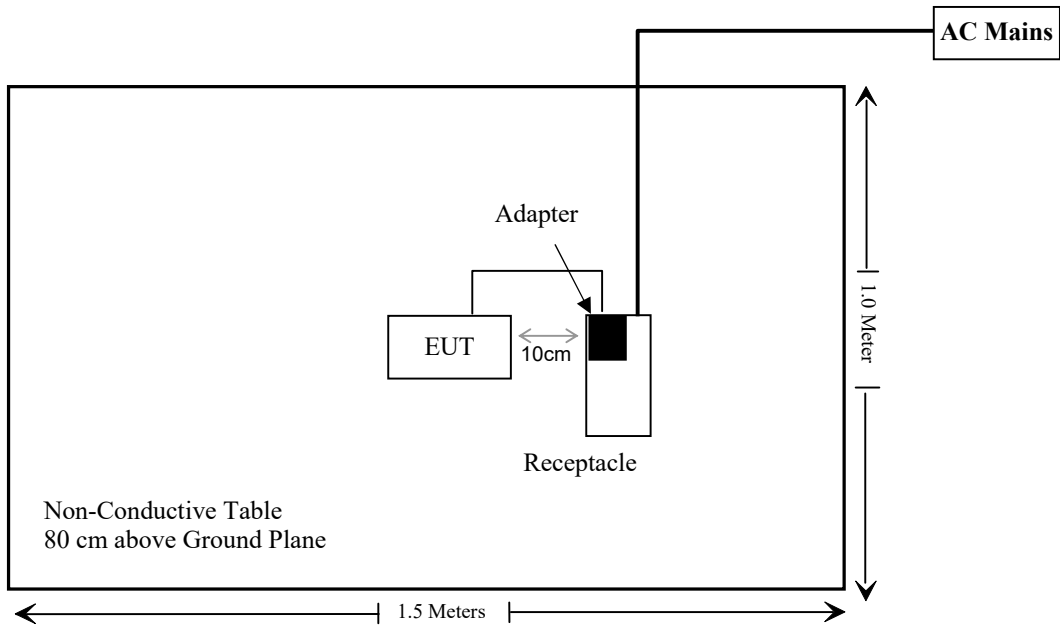 AC Mains
Adapter
EUT
10cm
1.0 Meter
Receptacle
Non-Conductive Table
80 cm above Ground Plane
1.5 Meters